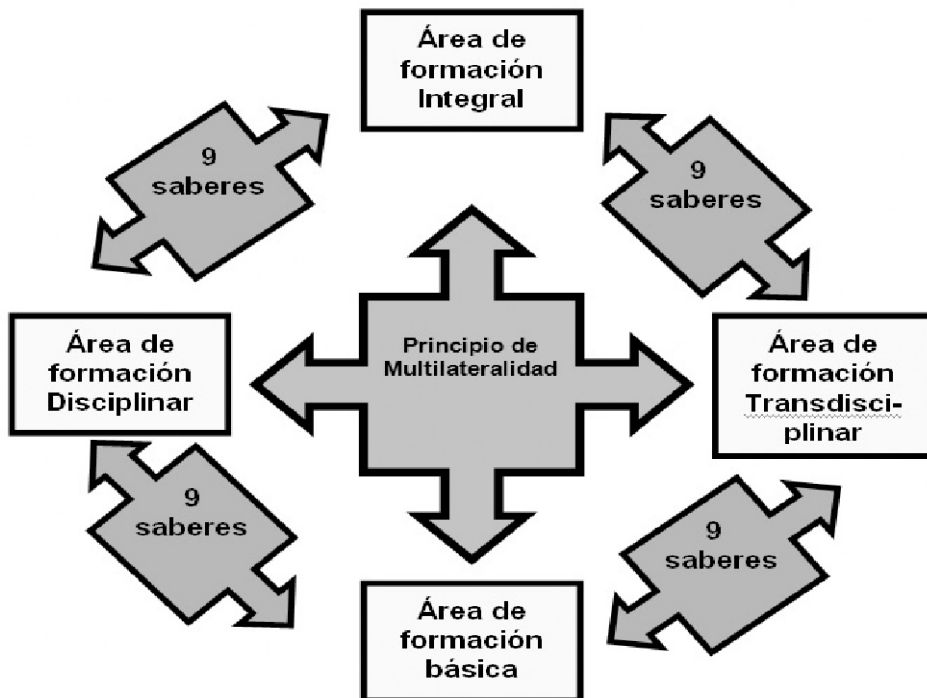 Área de
formación
Integral
9
saberes
9
saberes
Principio de
Multilateralidad
Área de
formación
Disciplinar
Área de
formación
Transdisci-
plinar
9
saberes
9
saberes
Área de
formación
básica